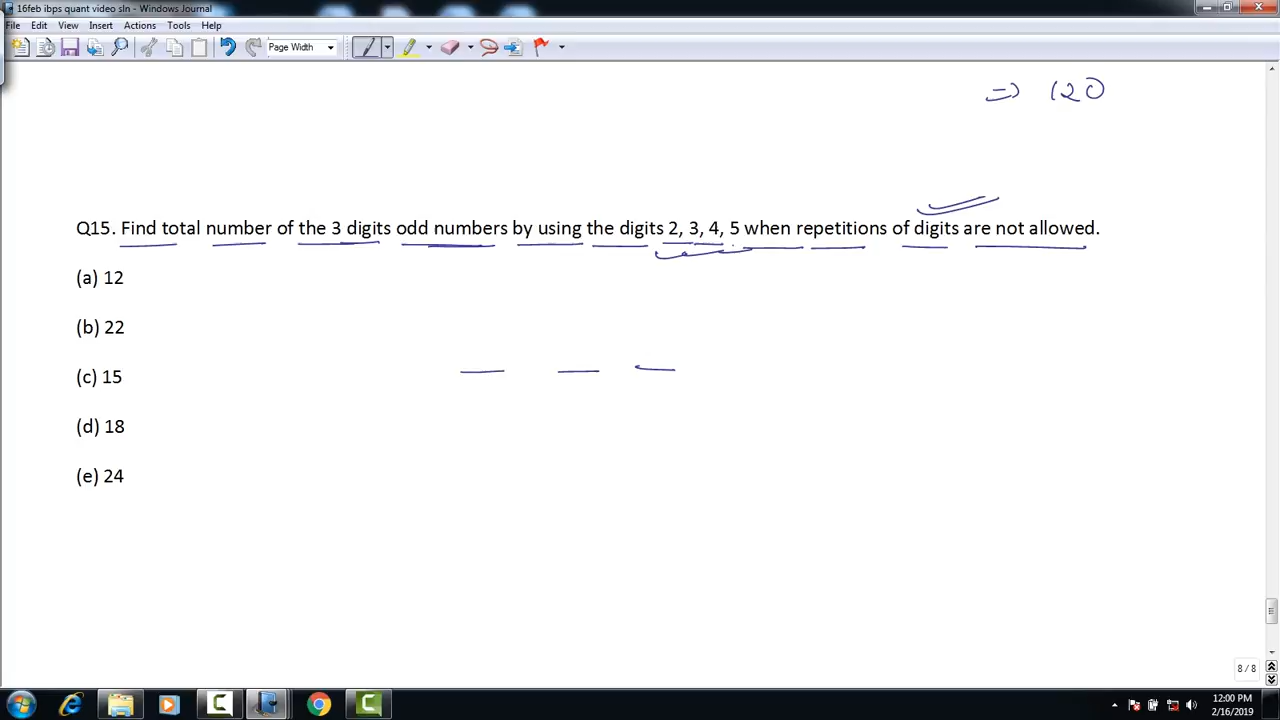 16feb ibps quant video sln - Windows Journal
File Edit View Insert Actions Tools Help
Page Width
=> 120
Q15. Find total number of the 3 digits odd numbers by using the digits 2, 3, 4, 5 when repetitions of digits are not allowed.
(a) 12
(b) 22
(c) 15
(d) 18
(e) 24
8 / 8
12:00 PM
2/16/2019